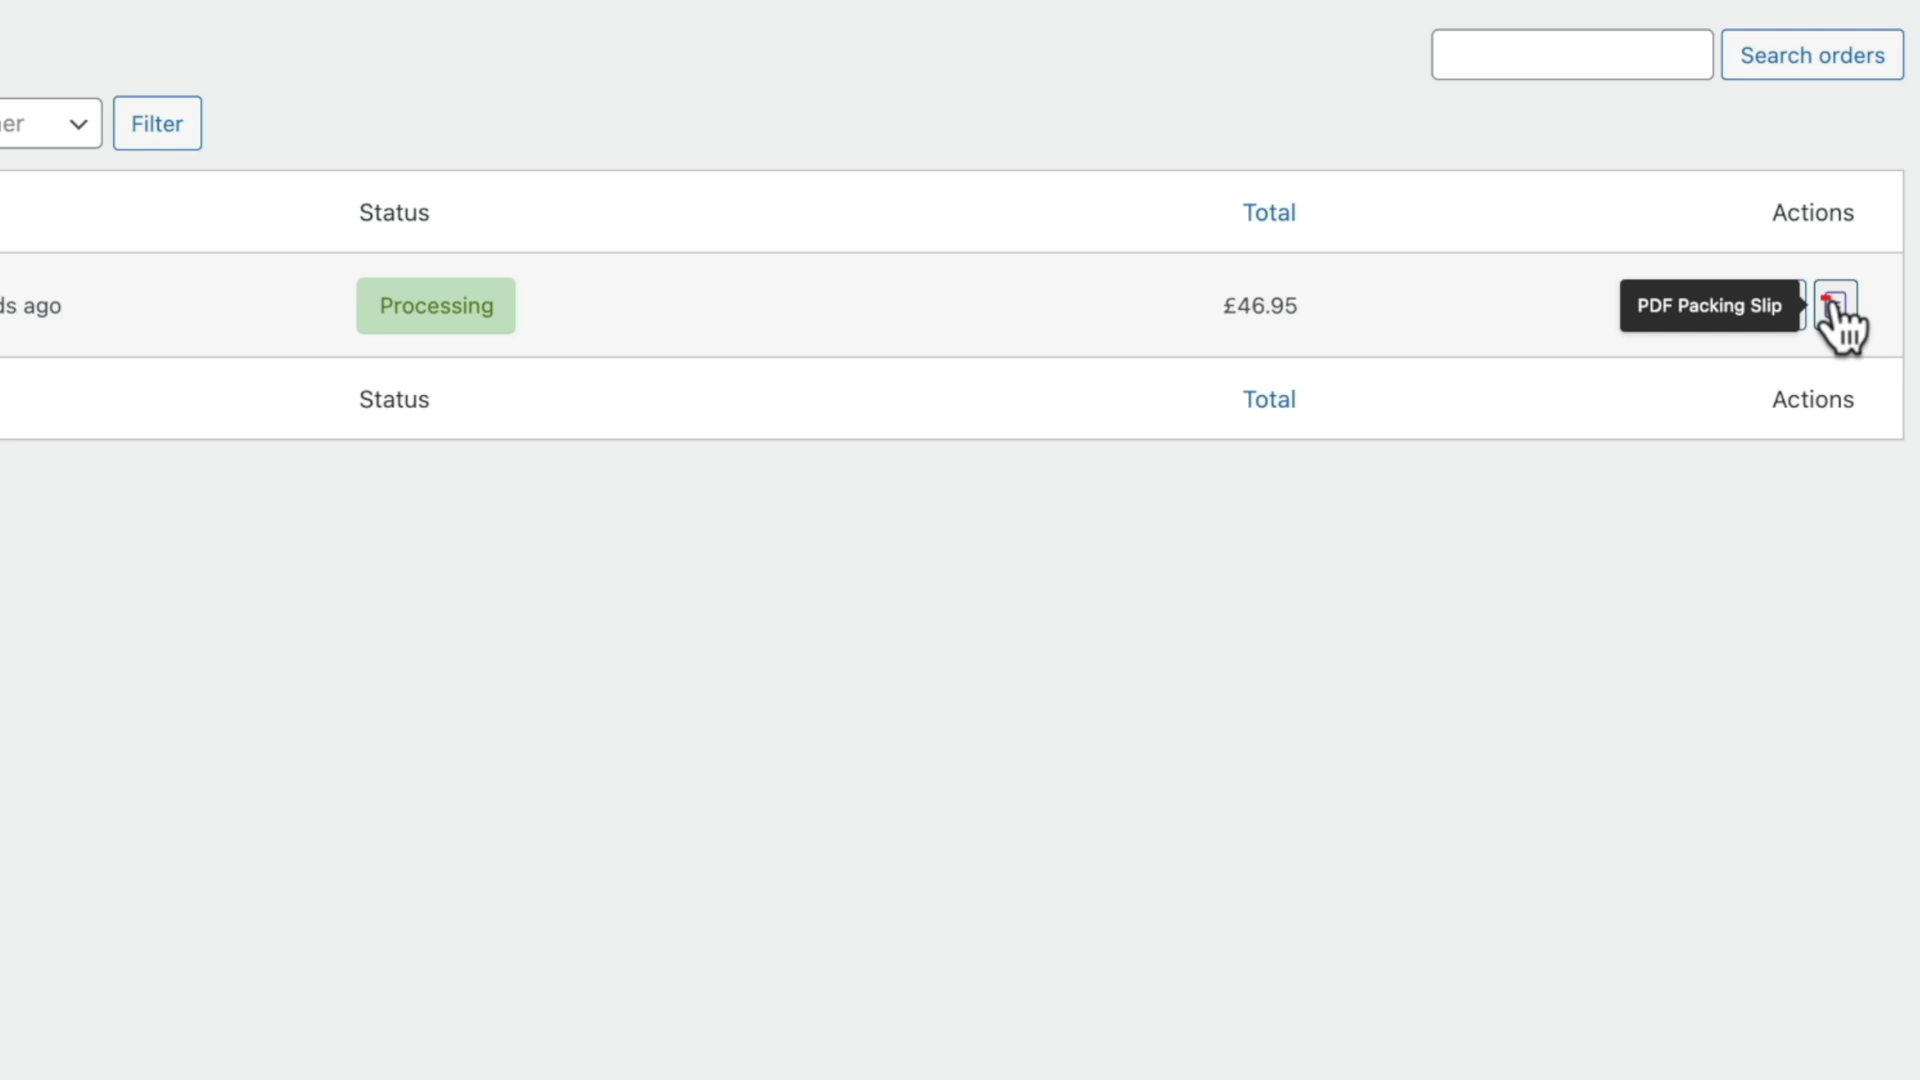 Search orders
er
Filter
Status Total Actions
ds ago Processing £46.95 PDF Packing Slip
Status Total Actions